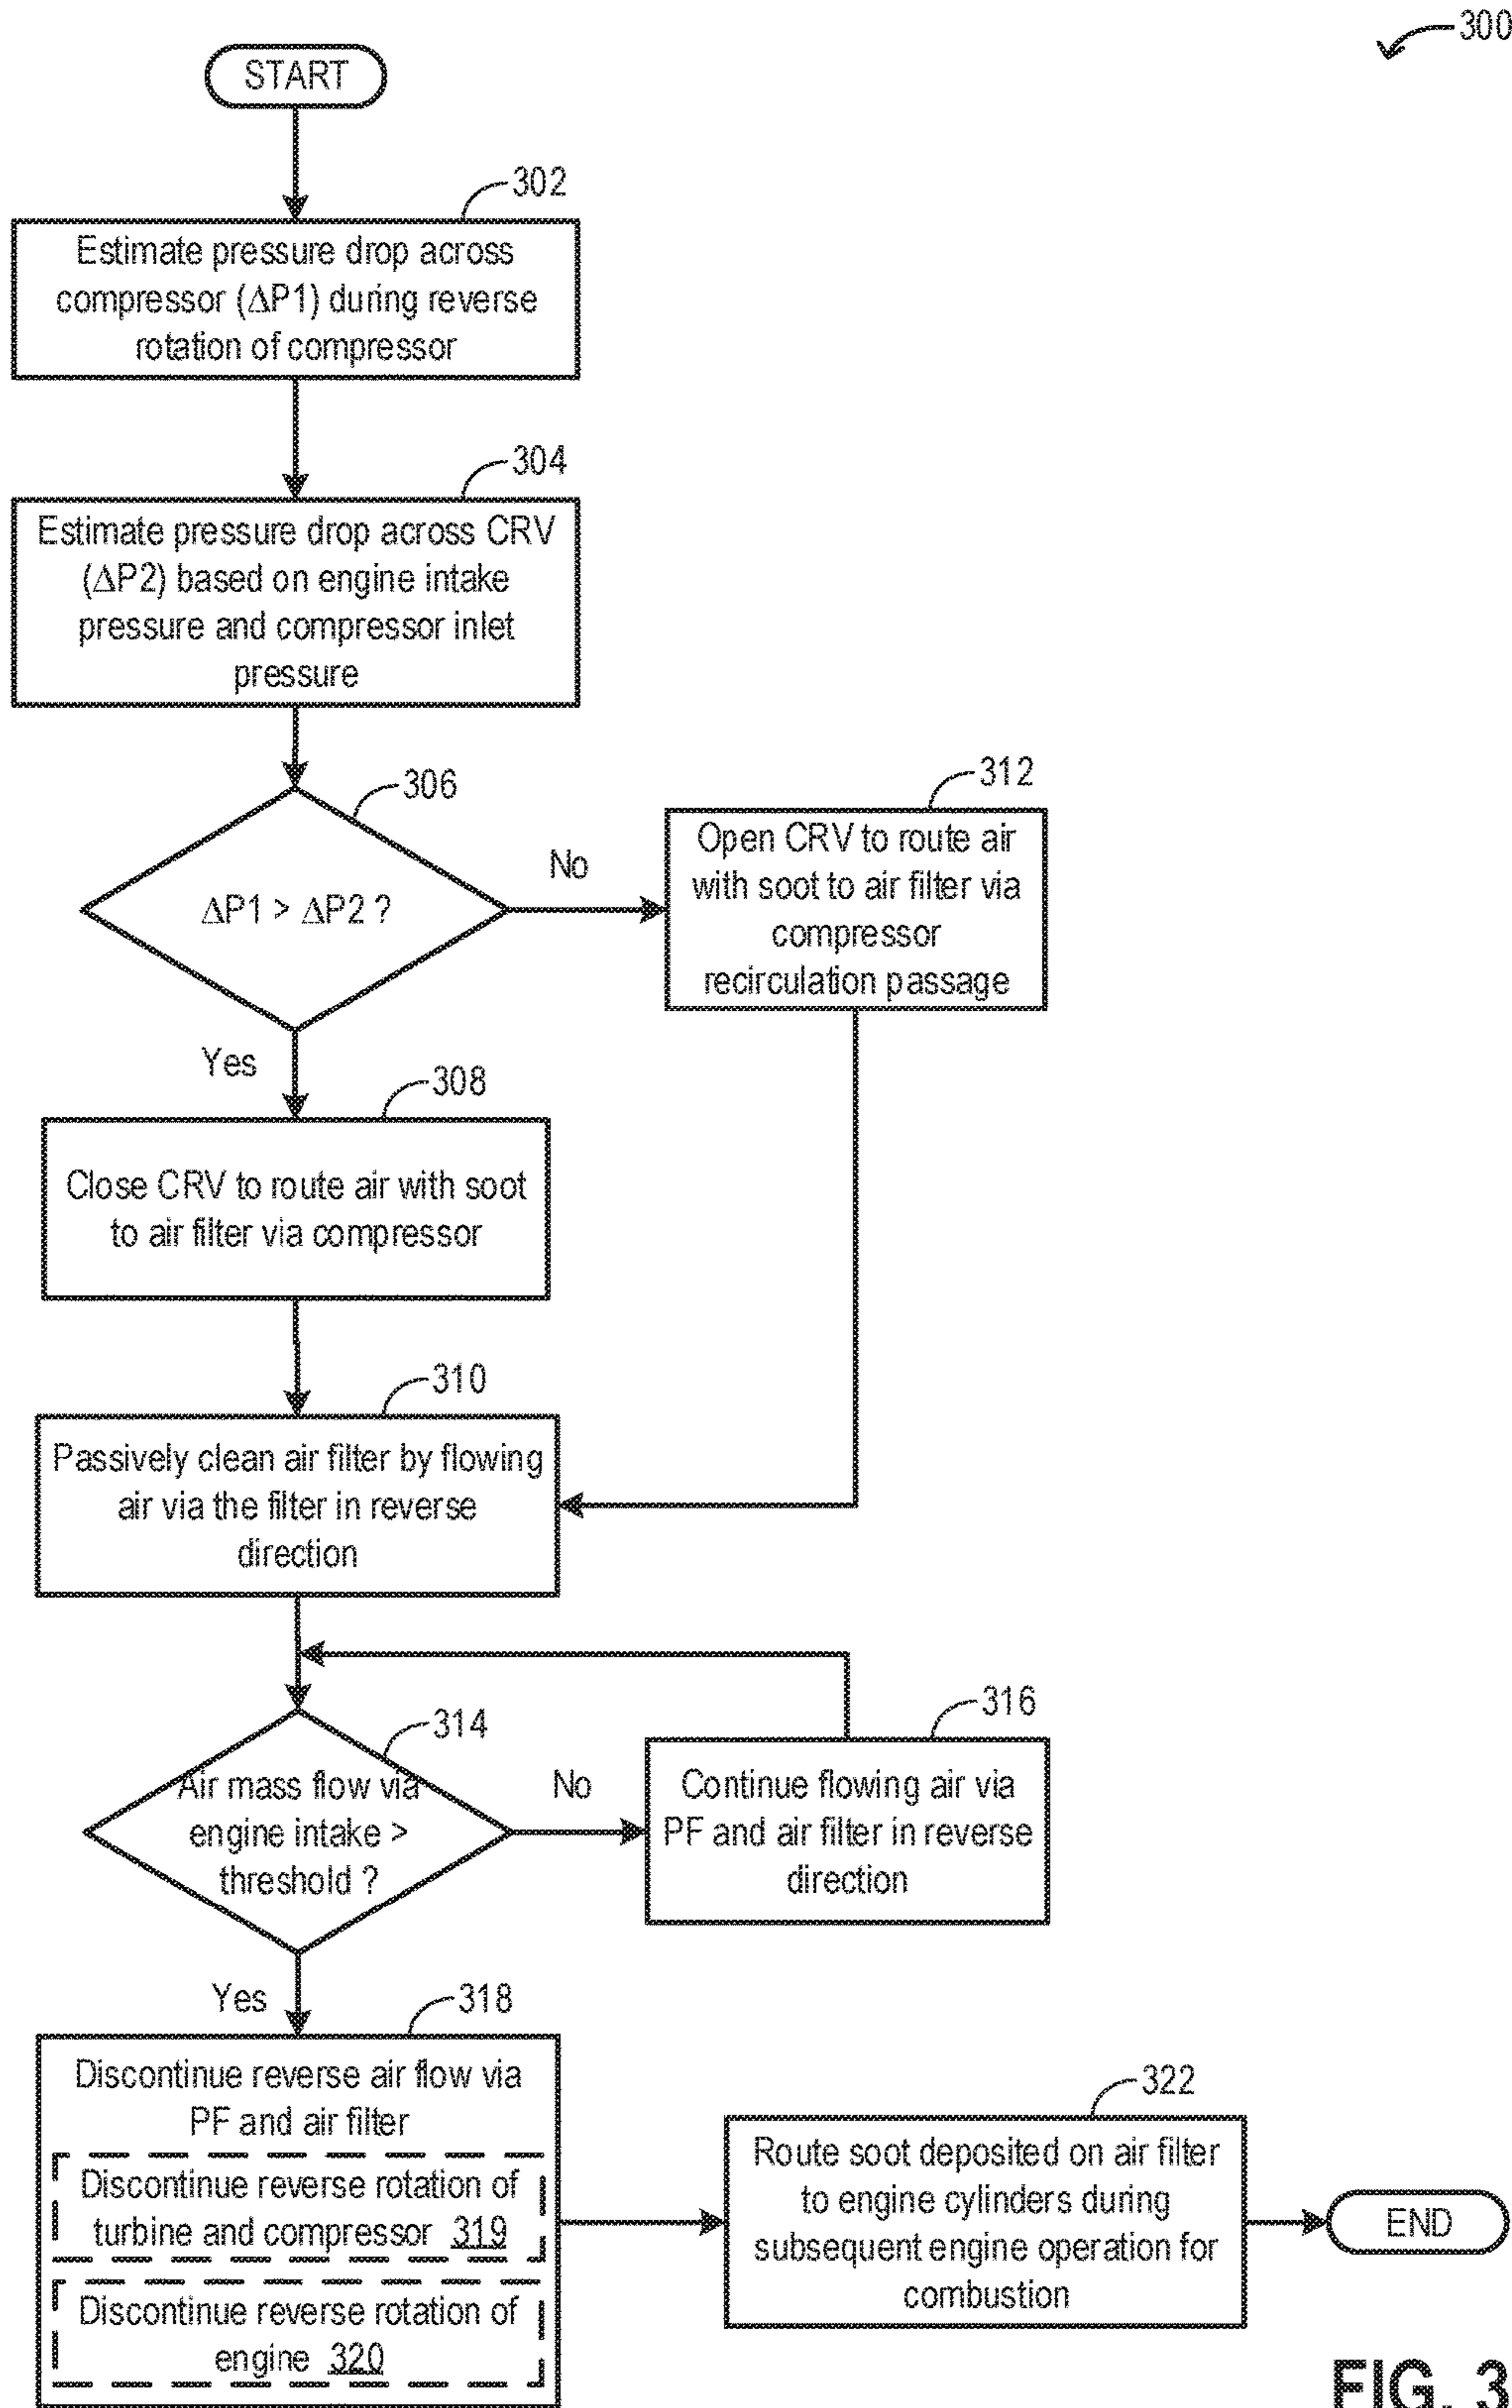 300
START
302
Estimate pressure drop across
compressor (ΔP1) during reverse
rotation of compressor
304
Estimate pressure drop across CRV
(ΔP2) based on engine intake
pressure and compressor inlet
pressure
306
ΔP1 > ΔP2 ?
No
312
Open CRV to route air
with soot to air filter via
compressor
recirculation passage
Yes
308
Close CRV to route air with soot
to air filter via compressor
310
Passively clean air filter by flowing
air via the filter in reverse
direction
314
Air mass flow via
engine intake >
threshold ?
No
316
Continue flowing air via
PF and air filter in reverse
direction
Yes
318
Discontinue reverse air flow via
PF and air filter
Discontinue reverse rotation of
turbine and compressor 319
Discontinue reverse rotation of
engine 320
322
Route soot deposited on air filter
to engine cylinders during
subsequent engine operation for
combustion
END
FIG. 3